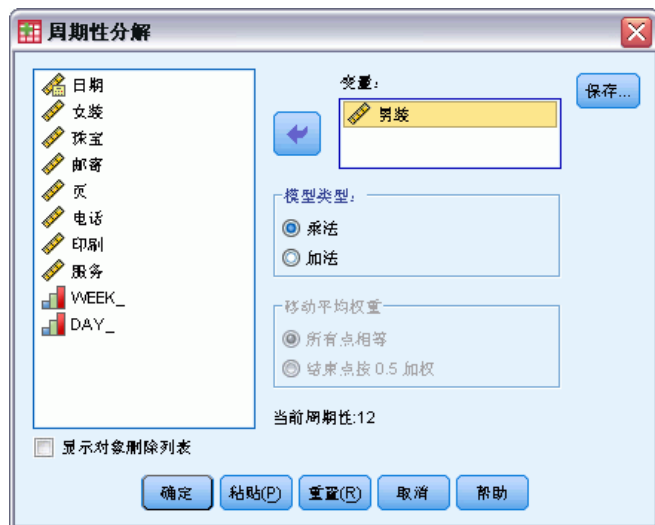 周期性分解
日期
女装
珠宝
邮寄
页
电话
印刷
服务
WEEK_
DAY_
变量:
男装
保存...
模型类型:
乘法
加法
移动平均权重
所有点相等
结束点按 0.5 加权
当前周期性:12
显示对象删除列表
确定
粘贴(P)
重置(R)
取消
帮助